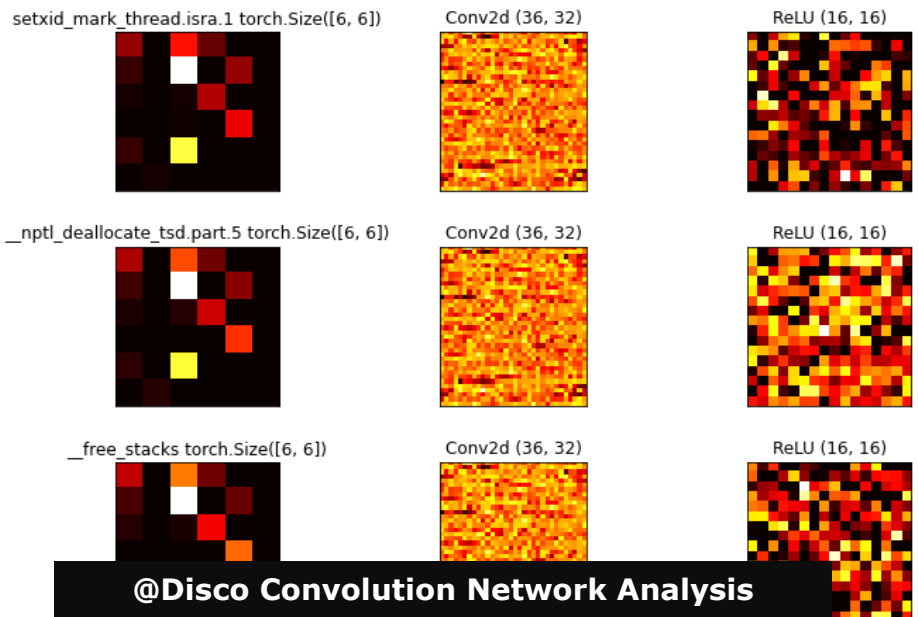 setxid_mark_thread.isra.1 torch.Size([6, 6])
Conv2d (36, 32)
ReLU (16, 16)
__nptl_deallocate_tsd.part.5 torch.Size([6, 6])
Conv2d (36, 32)
ReLU (16, 16)
__free_stacks torch.Size([6, 6])
Conv2d (36, 32)
ReLU (16, 16)
@Disco Convolution Network Analysis